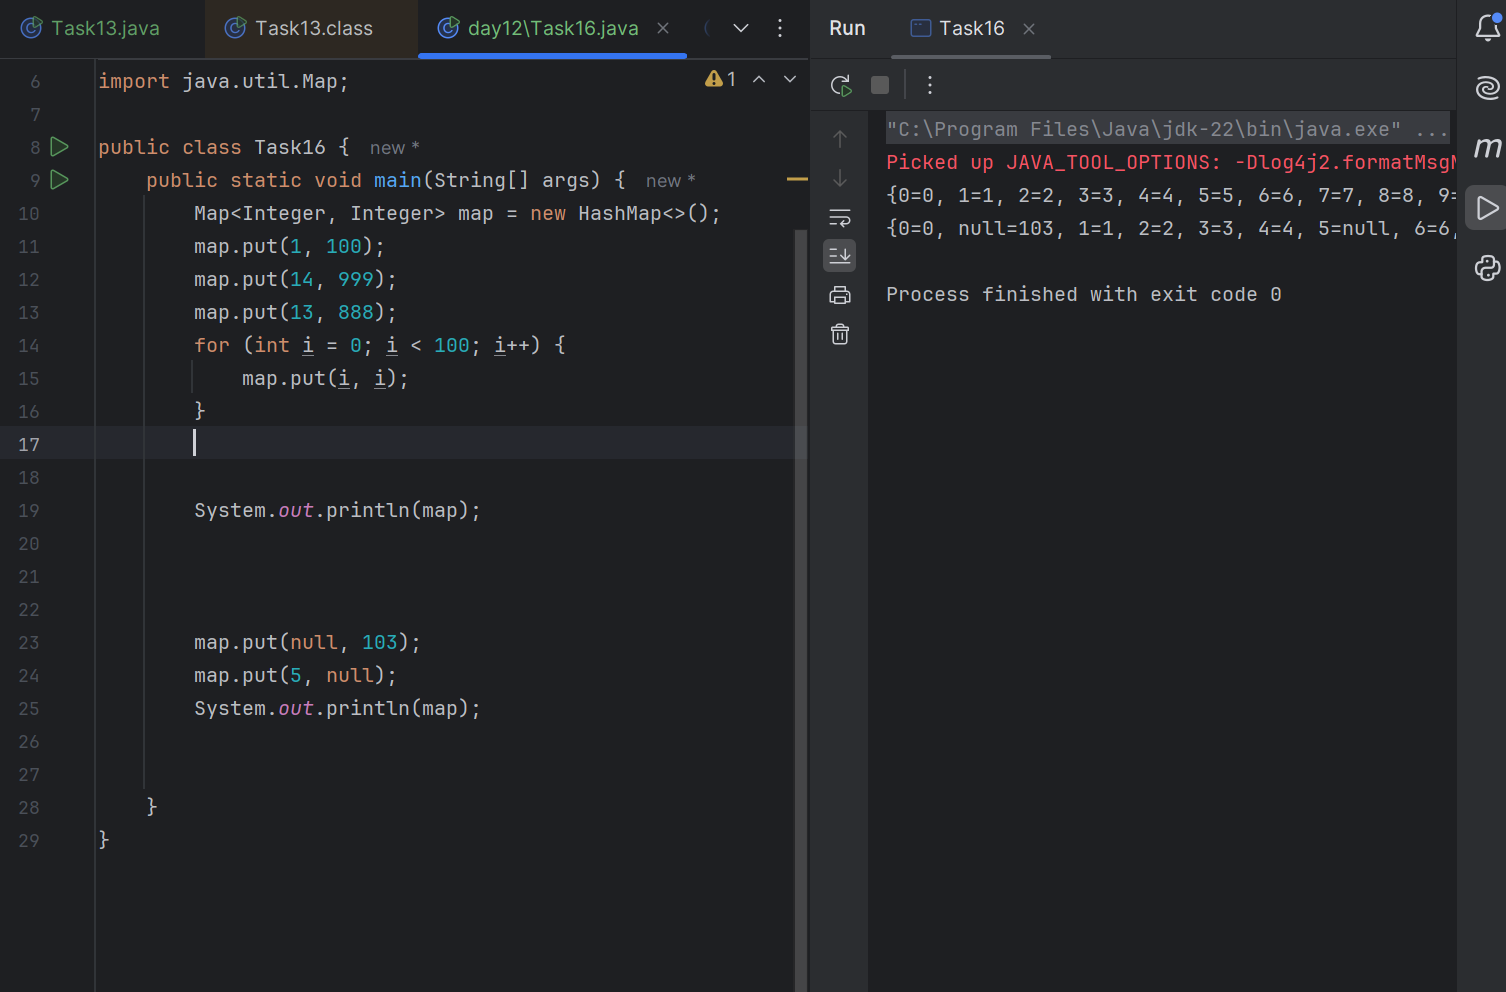 Task13.java
Task13.class
day12\Task16.java
Run
Task16
1
6 import java.util.Map;
7
8 public class Task16 { new *
9 public static void main(String[] args) { new *
10 Map<Integer, Integer> map = new HashMap<>();
11 map.put(1, 100);
12 map.put(14, 999);
13 map.put(13, 888);
14 for (int i = 0; i < 100; i++) {
15 map.put(i, i);
16 }
17
18
19 System.out.println(map);
20
21
22
23 map.put(null, 103);
24 map.put(5, null);
25 System.out.println(map);
26
27
28 }
29 }
"C:\Program Files\Java\jdk-22\bin\java.exe" ...
Picked up JAVA_TOOL_OPTIONS: -Dlog4j2.formatMsgN
{0=0, 1=1, 2=2, 3=3, 4=4, 5=5, 6=6, 7=7, 8=8, 9=
{0=0, null=103, 1=1, 2=2, 3=3, 4=4, 5=null, 6=6,
Process finished with exit code 0
m